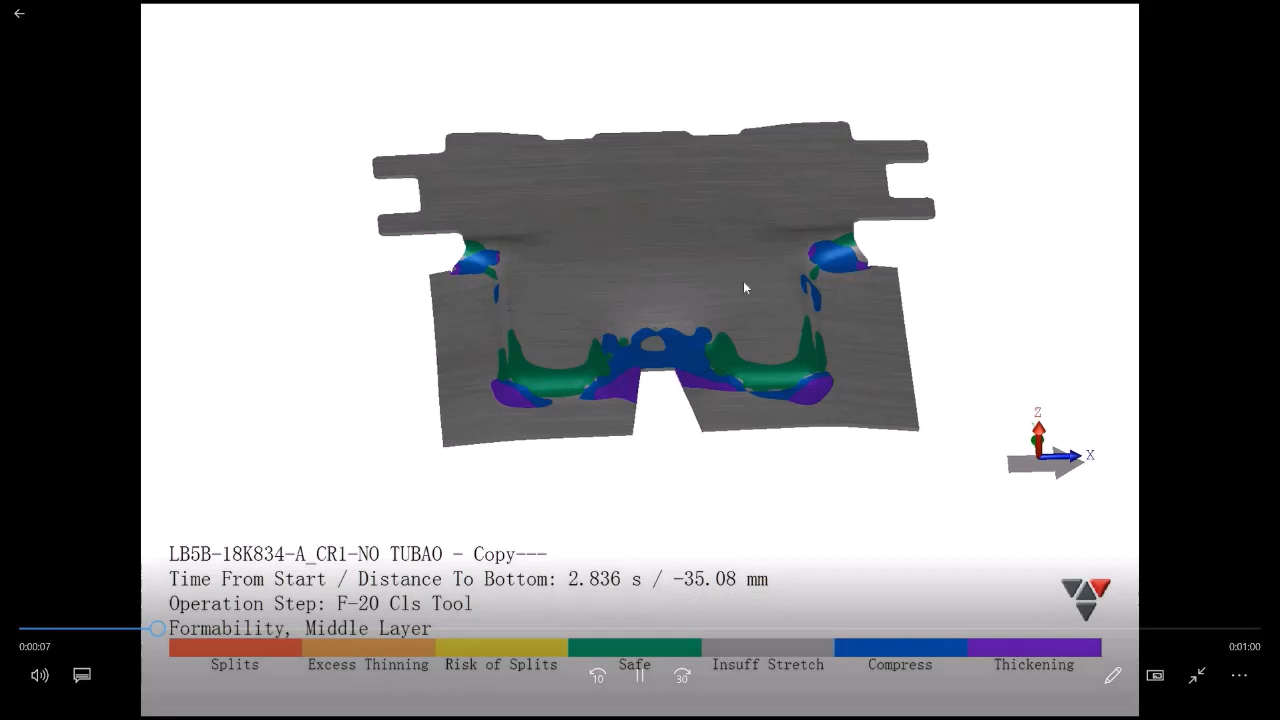 Z
X
LB5B-18K834-A_CR1-NO TUBAO - Copy---
Time From Start / Distance To Bottom: 2.836 s / -35.08 mm
Operation Step: F-20 Cls Tool
Formability, Middle Layer
0:00:07
0:01:00
Splits Excess Thinning Risk of Splits Safe Insuff Stretch Compress Thickening
10 30